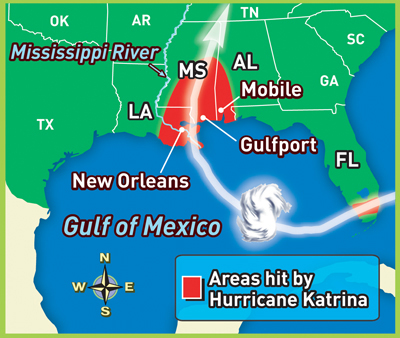 OK
AR
TN
SC
Mississippi River
MS
AL
GA
Mobile
LA
TX
Gulfport
FL
New Orleans
Gulf of Mexico
N
W
E
S
Areas hit by
Hurricane Katrina